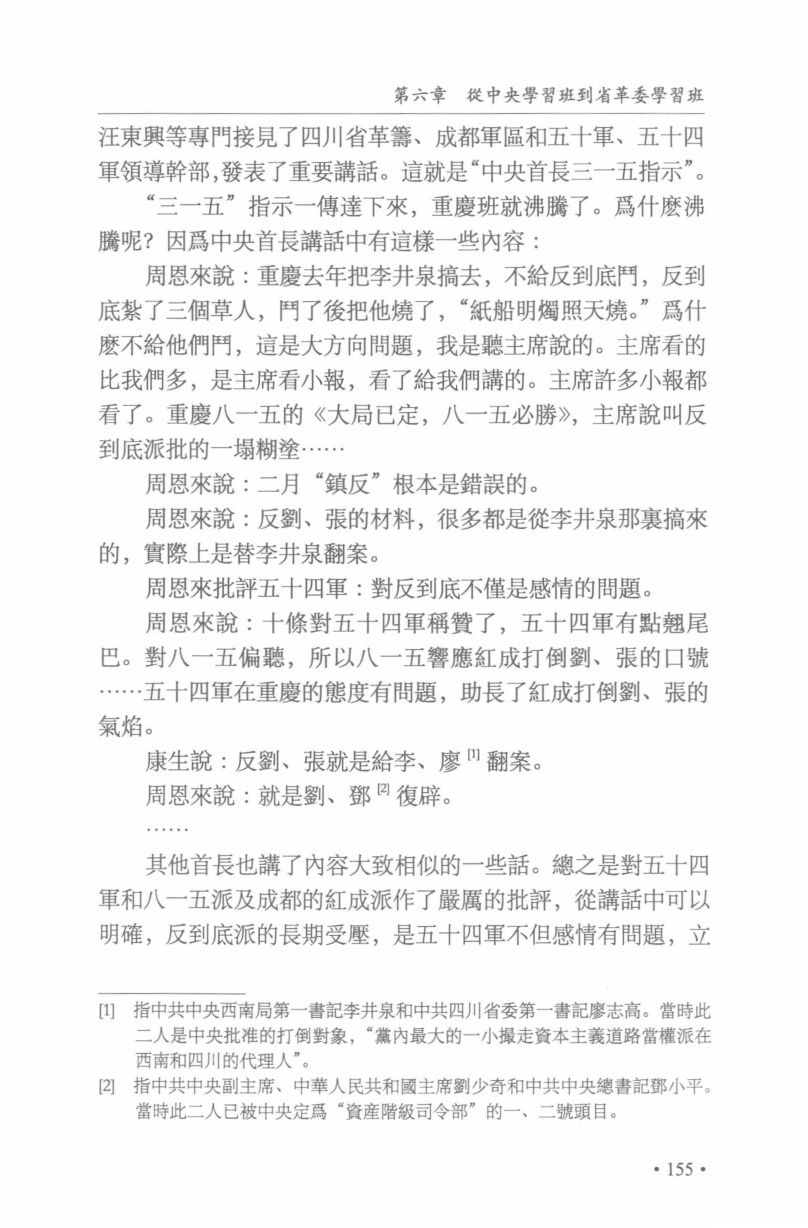 第六章　從中央學習班到省革委學習班
汪東興等專門接見了四川省革籌、成都軍區和五十軍、五十四
軍領導幹部,發表了重要講話。這就是“中央首長三一五指示”。
“三一五”指示一傳達下來，重慶班就沸騰了。爲什麽沸
騰呢？因爲中央首長講話中有這樣一些內容：
周恩來說：重慶去年把李井泉搞去，不給反到底鬥，反到
底紮了三個草人，鬥了後把他燒了，“紙船明燭照天燒。”爲什
麽不給他們鬥，這是大方向問題，我是聽主席說的。主席看的
比我們多，是主席看小報，看了給我們講的。主席許多小報都
看了。重慶八一五的《大局已定，八一五必勝》，主席說叫反
到底派批的一塌糊塗……
周恩來說：二月“鎮反”根本是錯誤的。
周恩來說：反劉、張的材料，很多都是從李井泉那裏搞來
的，實際上是替李井泉翻案。
周恩來批評五十四軍：對反到底不僅是感情的問題。
周恩來說：十條對五十四軍稱贊了，五十四軍有點翹尾
巴。對八一五偏聽，所以八一五響應紅成打倒劉、張的口號
……五十四軍在重慶的態度有問題，助長了紅成打倒劉、張的
氣焰。
康生說：反劉、張就是給李、廖[1]翻案。
周恩來說：就是劉、鄧[2]復辟。
……
其他首長也講了內容大致相似的一些話。總之是對五十四
軍和八一五派及成都的紅成派作了嚴厲的批評，從講話中可以
明確，反到底派的長期受壓，是五十四軍不但感情有問題，立
[1]　指中共中央西南局第一書記李井泉和中共四川省委第一書記廖志高。當時此
二人是中央批准的打倒對象，“黨內最大的一小撮走資本主義道路當權派在
西南和四川的代理人”。
[2]　指中共中央副主席、中華人民共和國主席劉少奇和中共中央總書記鄧小平。
當時此二人已被中央定爲“資産階級司令部”的一、二號頭目。
• 155 •